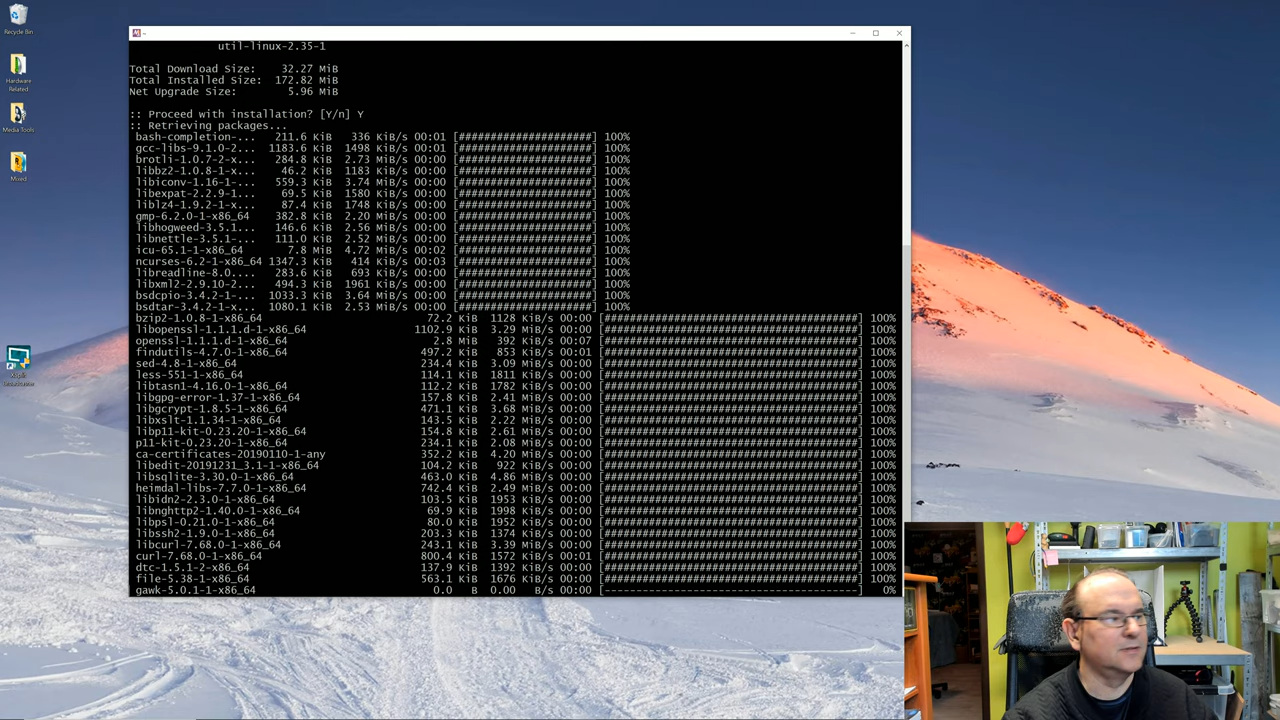 Recycle Bin
Hardware
Related
Media Tools
Mixed
~
util-linux-2.35-1
Total Download Size: 32.27 MiB
Total Installed Size: 172.82 MiB
Net Upgrade Size: 5.96 MiB
:: Proceed with installation? [Y/n] Y
:: Retrieving packages...
bash-completion-... 211.6 KiB 336 KiB/s 00:01 [#####################] 100%
gcc-libs-9.1.0-2... 1183.6 KiB 1498 KiB/s 00:01 [#####################] 100%
brotli-1.0.7-2-x... 284.8 KiB 2.73 MiB/s 00:00 [#####################] 100%
libbz2-1.0.8-1-x... 46.2 KiB 1183 KiB/s 00:00 [#####################] 100%
libiconv-1.16-1-... 559.3 KiB 3.74 MiB/s 00:00 [#####################] 100%
libexpat-2.2.9-1... 69.5 KiB 1580 KiB/s 00:00 [#####################] 100%
liblz4-1.9.2-1-x... 87.4 KiB 1748 KiB/s 00:00 [#####################] 100%
gmp-6.2.0-1-x86_64 382.8 KiB 2.20 MiB/s 00:00 [#####################] 100%
libhogweed-3.5.1... 146.6 KiB 2.56 MiB/s 00:00 [#####################] 100%
libnettle-3.5.1-... 111.0 KiB 2.52 MiB/s 00:00 [#####################] 100%
icu-65.1-1-x86_64 7.8 MiB 4.72 MiB/s 00:02 [#####################] 100%
ncurses-6.2-1-x86_64 1347.3 KiB 414 KiB/s 00:03 [#####################] 100%
libreadline-8.0.... 283.6 KiB 693 KiB/s 00:00 [#####################] 100%
libxml2-2.9.10-2... 494.3 KiB 1961 KiB/s 00:00 [#####################] 100%
bsdcpio-3.4.2-1-... 1033.3 KiB 3.64 MiB/s 00:00 [#####################] 100%
bsdtar-3.4.2-1-x... 1080.1 KiB 2.53 MiB/s 00:00 [#####################] 100%
bzip2-1.0.8-1-x86_64 72.2 KiB 1128 KiB/s 00:00 [########################################] 100%
libopenssl-1.1.1.d-1-x86_64 1102.9 KiB 3.29 MiB/s 00:00 [########################################] 100%
openssl-1.1.1.d-1-x86_64 2.8 MiB 392 KiB/s 00:07 [########################################] 100%
findutils-4.7.0-1-x86_64 497.2 KiB 853 KiB/s 00:01 [########################################] 100%
sed-4.8-1-x86_64 234.4 KiB 3.09 MiB/s 00:00 [########################################] 100%
less-551-1-x86_64 114.1 KiB 1811 KiB/s 00:00 [########################################] 100%
libtasn1-4.16.0-1-x86_64 112.2 KiB 1782 KiB/s 00:00 [########################################] 100%
libgpg-error-1.37-1-x86_64 157.8 KiB 2.41 MiB/s 00:00 [########################################] 100%
libgcrypt-1.8.5-1-x86_64 471.1 KiB 3.68 MiB/s 00:00 [########################################] 100%
libxslt-1.1.34-1-x86_64 143.5 KiB 2.22 MiB/s 00:00 [########################################] 100%
libp11-kit-0.23.20-1-x86_64 154.8 KiB 2.61 MiB/s 00:00 [########################################] 100%
p11-kit-0.23.20-1-x86_64 234.1 KiB 2.08 MiB/s 00:00 [########################################] 100%
ca-certificates-20190110-1-any 352.2 KiB 4.20 MiB/s 00:00 [########################################] 100%
libedit-20191231_3.1-1-x86_64 104.2 KiB 922 KiB/s 00:00 [########################################] 100%
libsqlite-3.30.0-1-x86_64 463.0 KiB 4.86 MiB/s 00:00 [########################################] 100%
heimdal-libs-7.7.0-1-x86_64 742.4 KiB 2.49 MiB/s 00:00 [########################################] 100%
libidn2-2.3.0-1-x86_64 103.5 KiB 1953 KiB/s 00:00 [########################################] 100%
libnghttp2-1.40.0-1-x86_64 69.9 KiB 1998 KiB/s 00:00 [########################################] 100%
libpsl-0.21.0-1-x86_64 80.0 KiB 1952 KiB/s 00:00 [########################################] 100%
libssh2-1.9.0-1-x86_64 203.3 KiB 1374 KiB/s 00:00 [########################################] 100%
libcurl-7.68.0-1-x86_64 243.1 KiB 3.39 MiB/s 00:00 [########################################] 100%
curl-7.68.0-1-x86_64 800.4 KiB 1572 KiB/s 00:01 [########################################] 100%
dtc-1.5.1-2-x86_64 137.9 KiB 1392 KiB/s 00:00 [########################################] 100%
file-5.38-1-x86_64 563.1 KiB 1676 KiB/s 00:00 [########################################] 100%
gawk-5.0.1-1-x86_64 0.0 B 0.00 B/s 00:00 [----------------------------------------] 0%